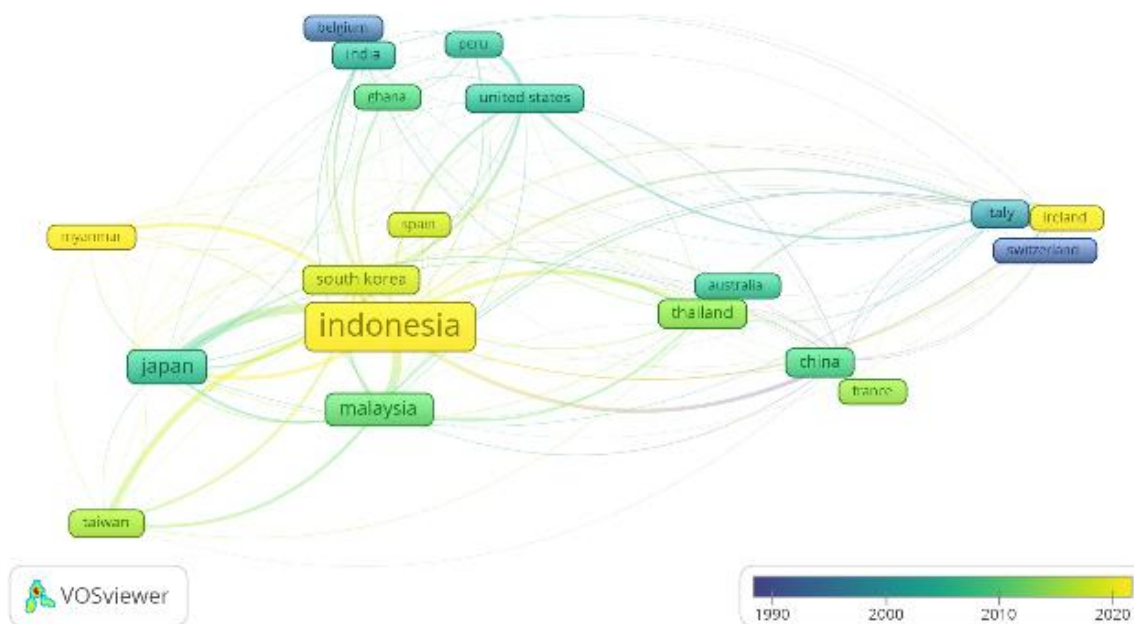 belgium
india
peru
ghana
united states
italy
ireland
switzerland
spain
myanmar
south korea
australia
thailand
indonesia
japan
china
france
malaysia
taiwan
VOSviewer
1990 2000 2010 2020